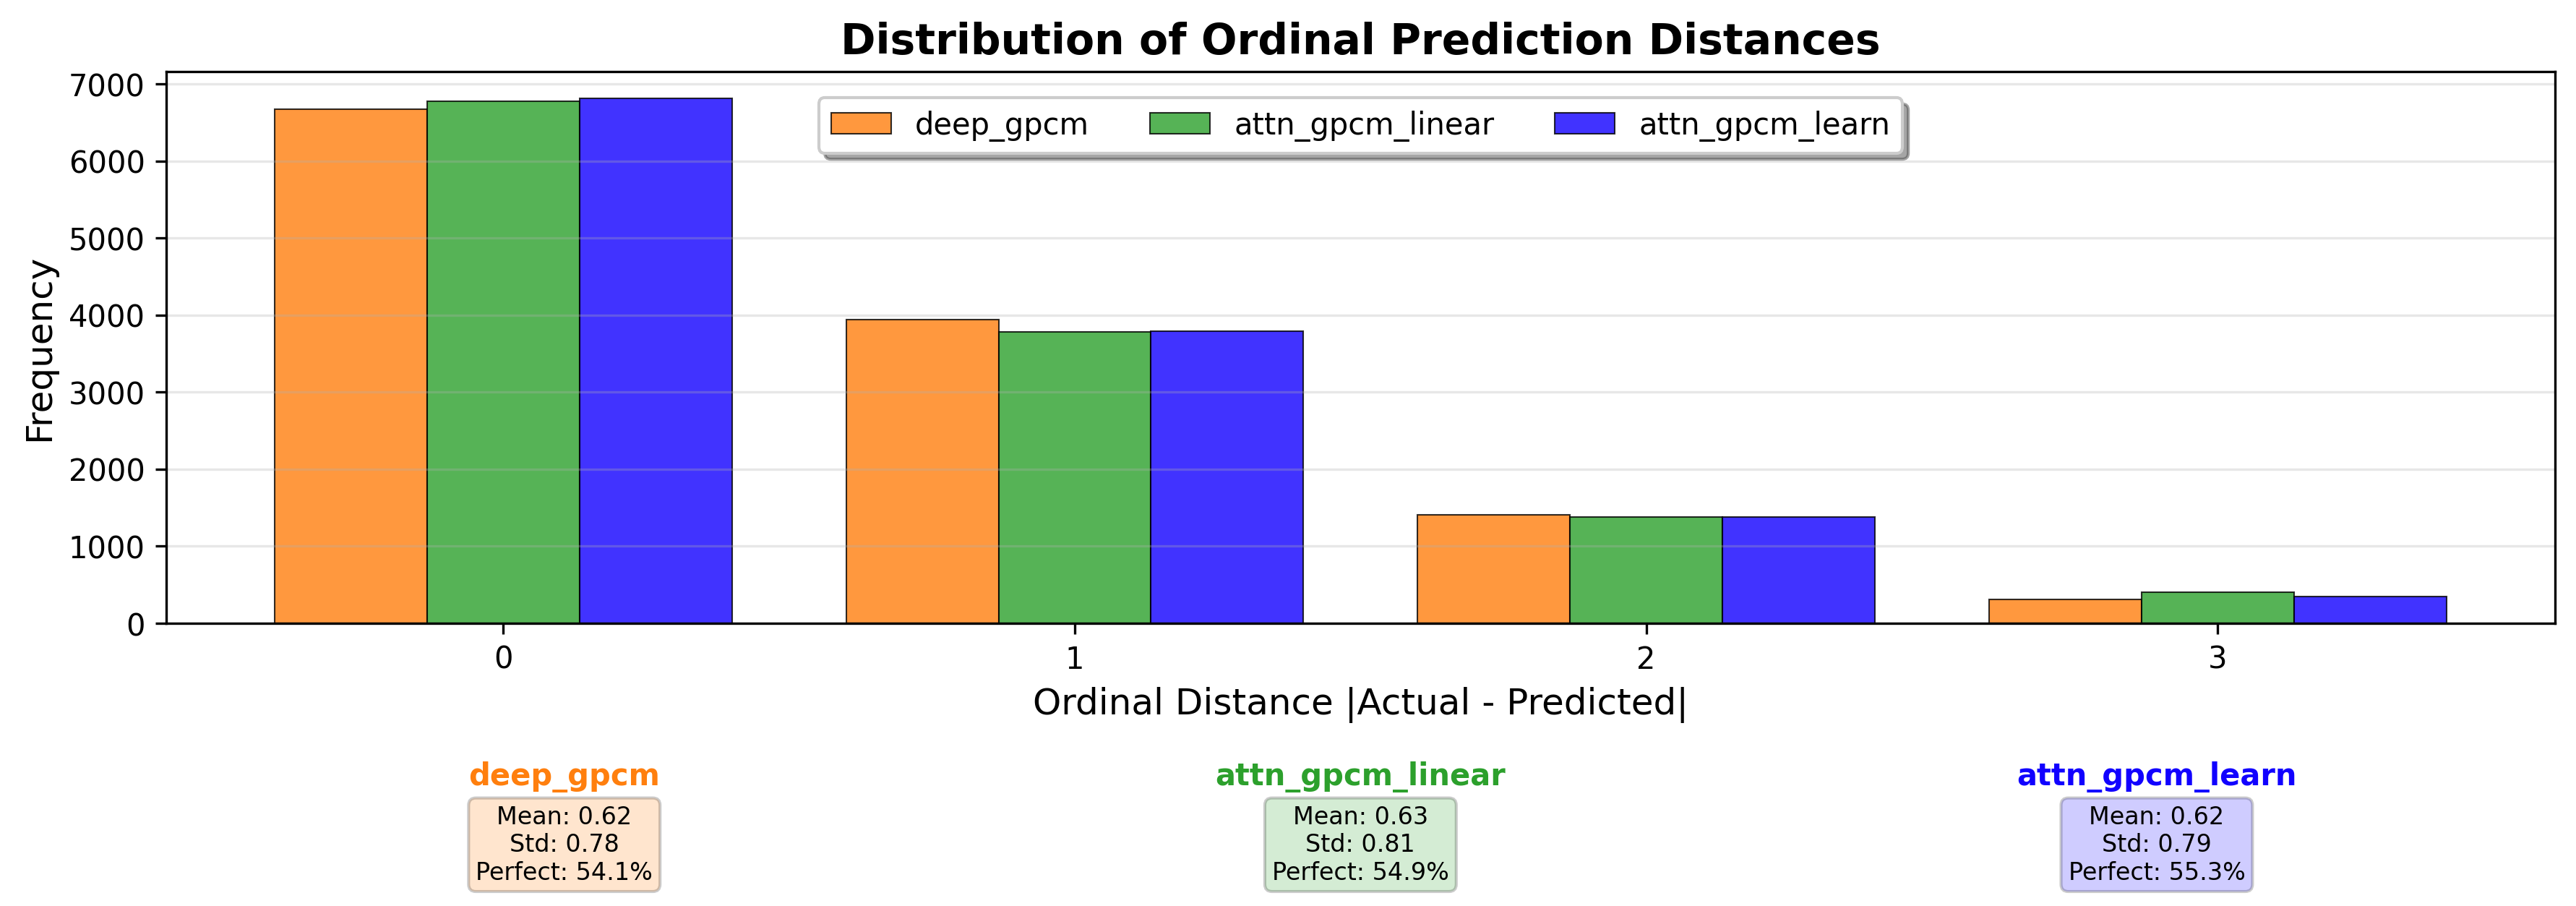 Distribution of Ordinal Prediction Distances
7000
6000
5000
4000
3000
2000
1000
0
Frequency
deep_gpcm
attn_gpcm_linear
attn_gpcm_learn
0
1
2
3
Ordinal Distance |Actual - Predicted|
deep_gpcm
Mean: 0.62
Std: 0.78
Perfect: 54.1%
attn_gpcm_linear
Mean: 0.63
Std: 0.81
Perfect: 54.9%
attn_gpcm_learn
Mean: 0.62
Std: 0.79
Perfect: 55.3%